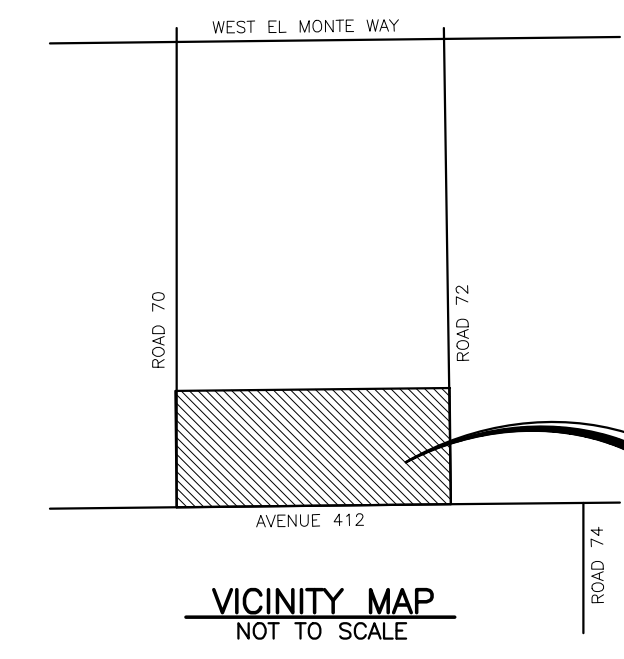 WEST EL MONTE WAY
ROAD 70
ROAD 72
AVENUE 412
ROAD 74
VICINITY MAP
NOT TO SCALE